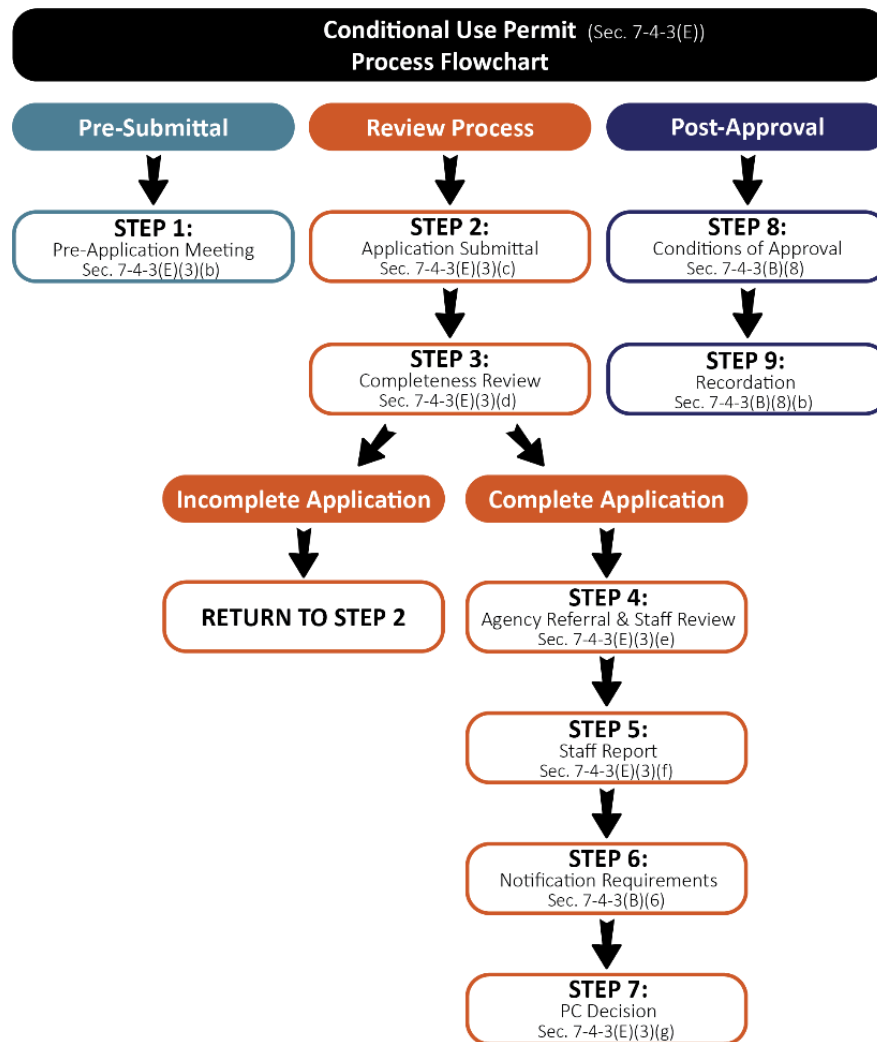 Conditional Use Permit (Sec. 7-4-3(E))
Process Flowchart
Pre-Submittal
Review Process
Post-Approval
STEP 1:
Pre-Application Meeting
Sec. 7-4-3(E)(3)(b)
STEP 2:
Application Submittal
Sec. 7-4-3(E)(3)(c)
STEP 8:
Conditions of Approval
Sec. 7-4-3(B)(8)
STEP 3:
Completeness Review
Sec. 7-4-3(E)(3)(d)
STEP 9:
Recordation
Sec. 7-4-3(B)(8)(b)
Incomplete Application
Complete Application
RETURN TO STEP 2
STEP 4:
Agency Referral & Staff Review
Sec. 7-4-3(E)(3)(e)
STEP 5:
Staff Report
Sec. 7-4-3(E)(3)(f)
STEP 6:
Notification Requirements
Sec. 7-4-3(B)(6)
STEP 7:
PC Decision
Sec. 7-4-3(E)(3)(g)